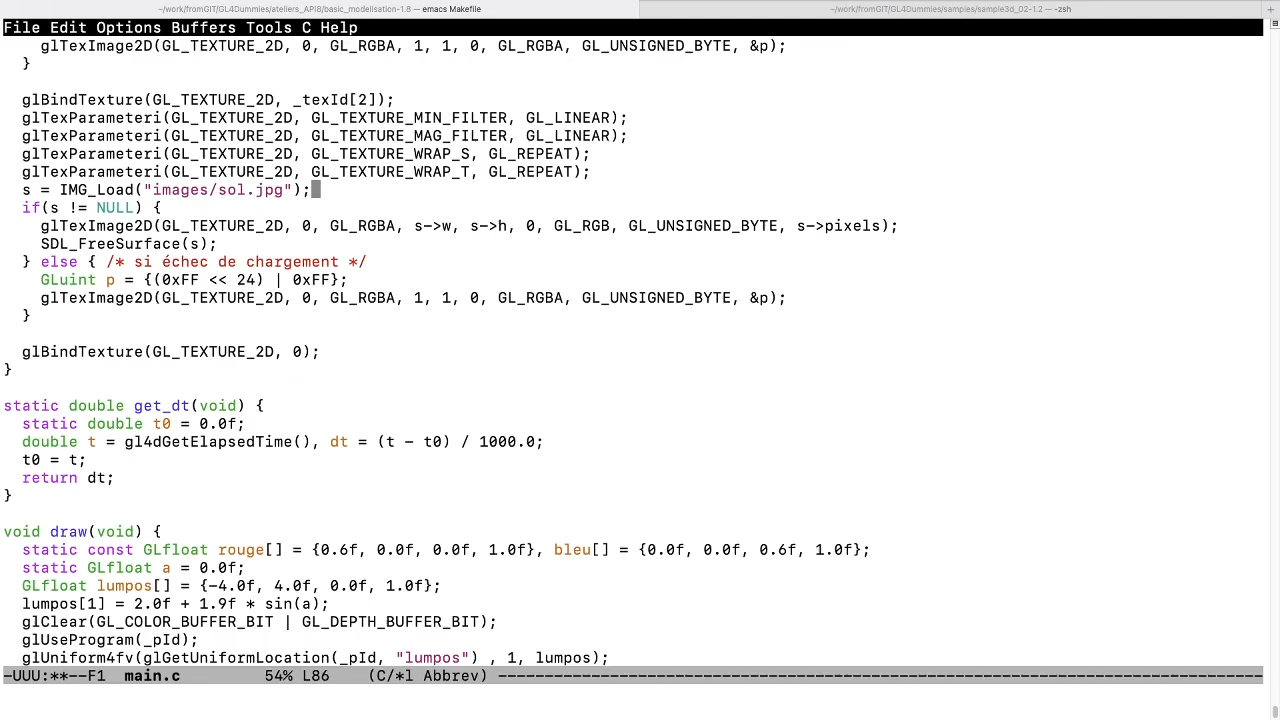 ~/work/fromGIT/GL4Dummies/ateliers_API8/basic_modelisation-1.8 — emacs Makefile
~/work/fromGIT/GL4Dummies/samples/sample3d_02-1.2 — -zsh
File Edit Options Buffers Tools C Help
    glTexImage2D(GL_TEXTURE_2D, 0, GL_RGBA, 1, 1, 0, GL_RGBA, GL_UNSIGNED_BYTE, &p);
  }

  glBindTexture(GL_TEXTURE_2D, _texId[2]);
  glTexParameteri(GL_TEXTURE_2D, GL_TEXTURE_MIN_FILTER, GL_LINEAR);
  glTexParameteri(GL_TEXTURE_2D, GL_TEXTURE_MAG_FILTER, GL_LINEAR);
  glTexParameteri(GL_TEXTURE_2D, GL_TEXTURE_WRAP_S, GL_REPEAT);
  glTexParameteri(GL_TEXTURE_2D, GL_TEXTURE_WRAP_T, GL_REPEAT);
  s = IMG_Load("images/sol.jpg");
  if(s != NULL) {
    glTexImage2D(GL_TEXTURE_2D, 0, GL_RGBA, s->w, s->h, 0, GL_RGB, GL_UNSIGNED_BYTE, s->pixels);
    SDL_FreeSurface(s);
  } else { /* si échec de chargement */
    GLuint p = {(0xFF << 24) | 0xFF};
    glTexImage2D(GL_TEXTURE_2D, 0, GL_RGBA, 1, 1, 0, GL_RGBA, GL_UNSIGNED_BYTE, &p);
  }

  glBindTexture(GL_TEXTURE_2D, 0);
}

static double get_dt(void) {
  static double t0 = 0.0f;
  double t = gl4dGetElapsedTime(), dt = (t - t0) / 1000.0;
  t0 = t;
  return dt;
}

void draw(void) {
  static const GLfloat rouge[] = {0.6f, 0.0f, 0.0f, 1.0f}, bleu[] = {0.0f, 0.0f, 0.6f, 1.0f};
  static GLfloat a = 0.0f;
  GLfloat lumpos[] = {-4.0f, 4.0f, 0.0f, 1.0f};
  lumpos[1] = 2.0f + 1.9f * sin(a);
  glClear(GL_COLOR_BUFFER_BIT | GL_DEPTH_BUFFER_BIT);
  glUseProgram(_pId);
  glUniform4fv(glGetUniformLocation(_pId, "lumpos") , 1, lumpos);
-UUU:**--F1  main.c         54% L86    (C/*l Abbrev) -----------------------------------------------------------------------------------